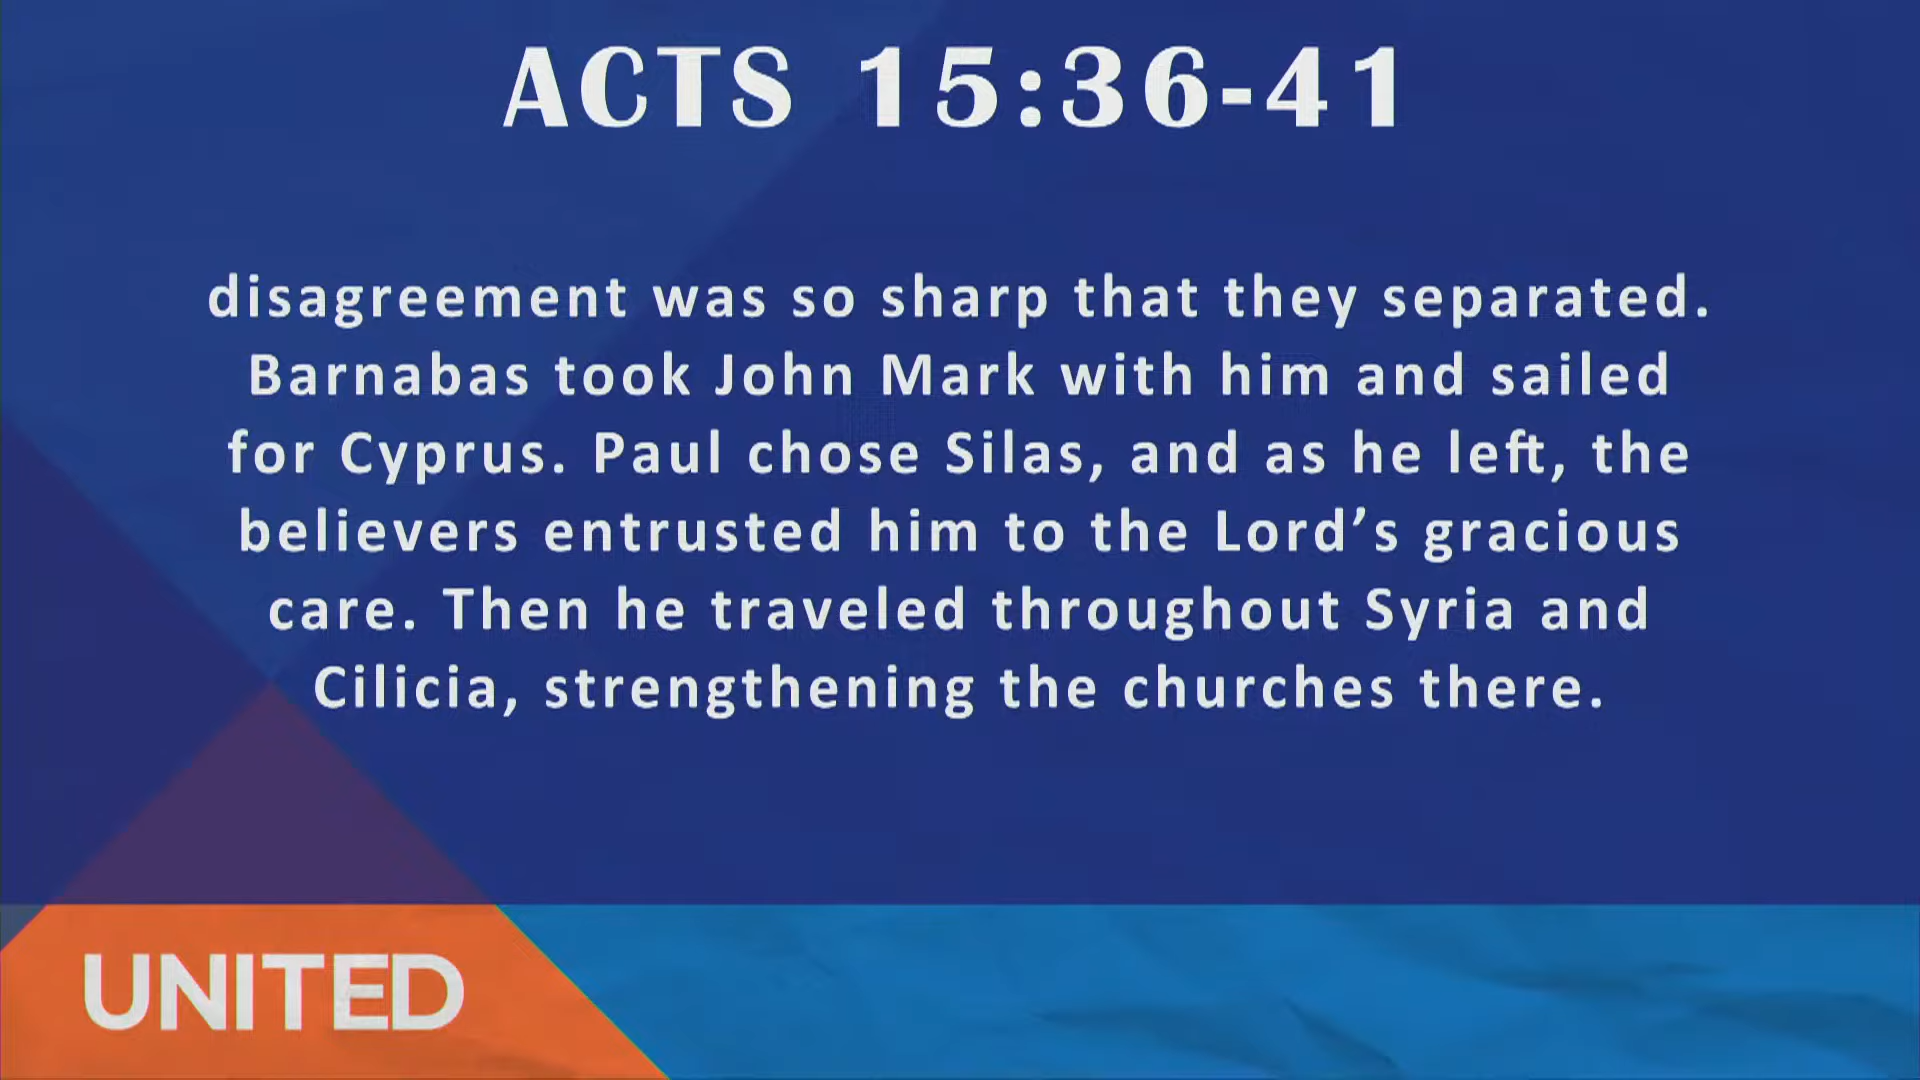 ACTS 15:36-41
disagreement was so sharp that they separated.
Barnabas took John Mark with him and sailed
for Cyprus. Paul chose Silas, and as he left, the
believers entrusted him to the Lord’s gracious
care. Then he traveled throughout Syria and
Cilicia, strengthening the churches there.
UNITED